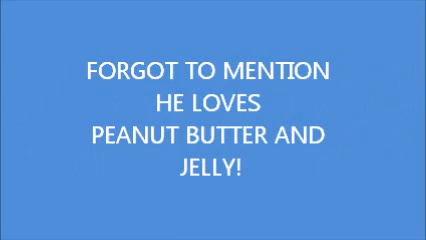 FORGOT TO MENTION
HE LOVES
PEANUT BUTTER AND
JELLY!